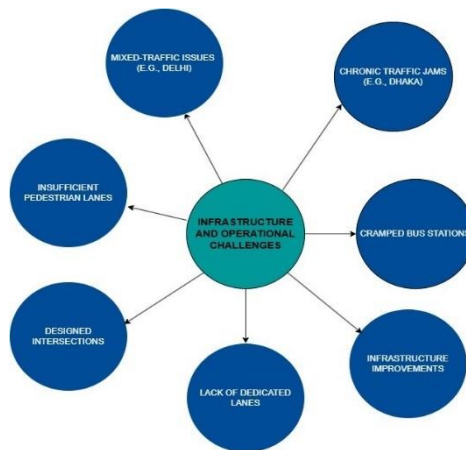 MIXED-TRAFFIC ISSUES
(E.G., DELHI)
CHRONIC TRAFFIC JAMS
(E.G., DHAKA)
INSUFFICIENT
PEDESTRIAN LANES
INFRASTRUCTURE
AND OPERATIONAL
CHALLENGES
CRAMPED BUS STATIONS
DESIGNED
INTERSECTIONS
LACK OF DEDICATED
LANES
INFRASTRUCTURE
IMPROVEMENTS